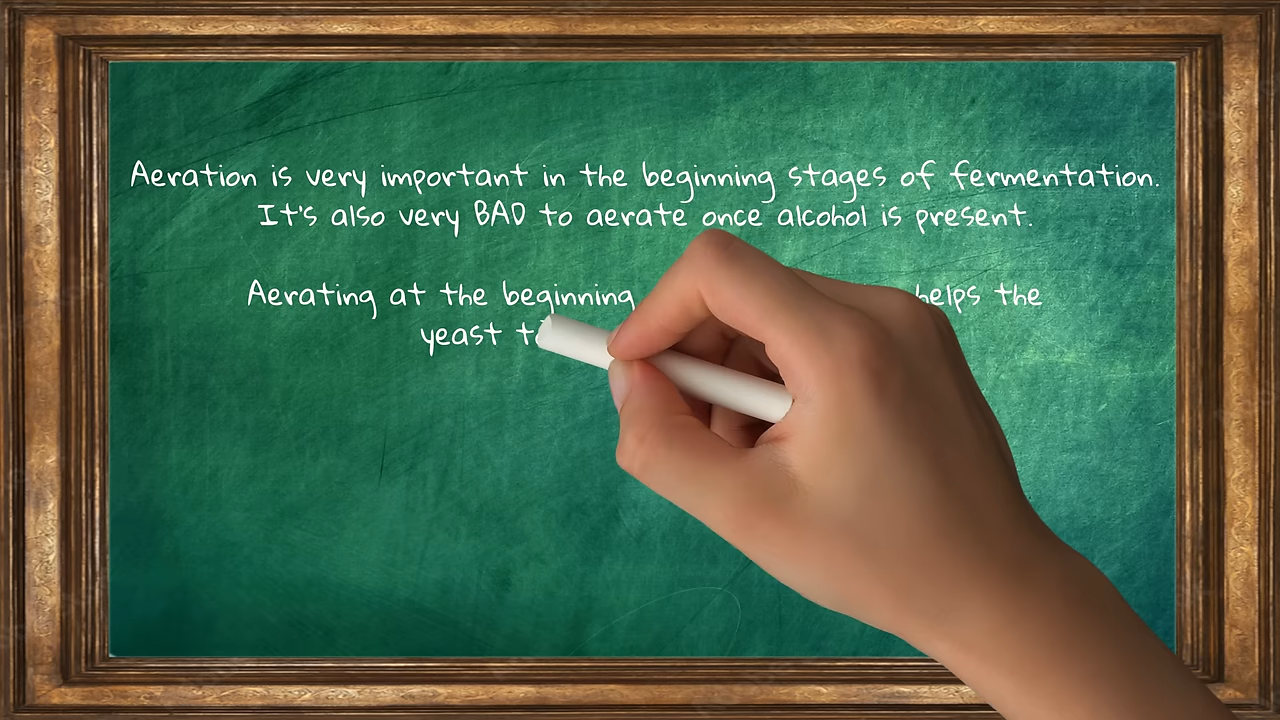 Aeration is very important in the beginning stages of fermentation.
It's also very BAD to aerate once alcohol is present.
Aerating at the beginning helps the
yeast